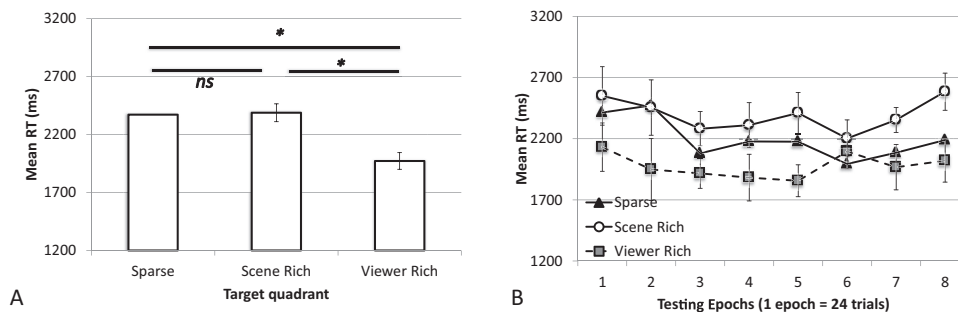 3200
2700
2200
1700
1200
Mean RT (ms)
*
ns
*
Sparse
Scene Rich
Viewer Rich
Target quadrant
A
3200
2700
2200
1700
1200
Mean RT (ms)
Sparse
Scene Rich
Viewer Rich
1 2 3 4 5 6 7 8
Testing Epochs (1 epoch = 24 trials)
B